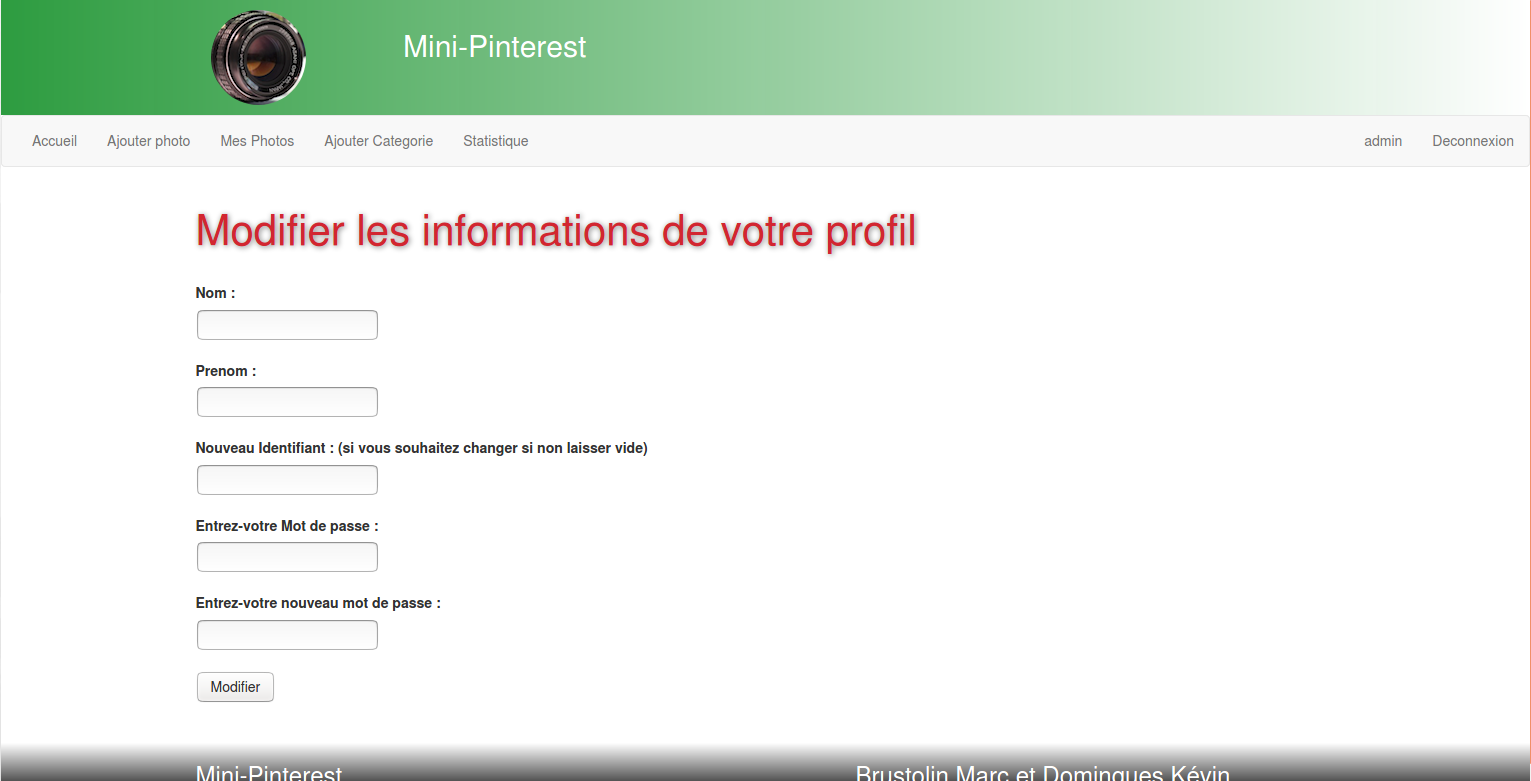 Mini-Pinterest
Accueil Ajouter photo Mes Photos Ajouter Categorie Statistique admin Deconnexion
Modifier les informations de votre profil
Nom :
Prenom :
Nouveau Identifiant : (si vous souhaitez changer si non laisser vide)
Entrez-votre Mot de passe :
Entrez-votre nouveau mot de passe :
Modifier
Mini-Pinterest Brustolin Marc et Domingues Kévin